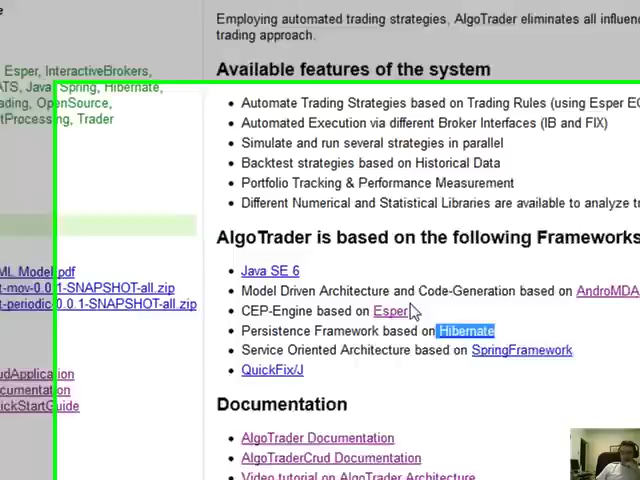 Employing automated trading strategies, AlgoTrader eliminates all
trading approach.
Available features of the system
Esper, InteractiveBrokers,
Java, Spring, Hibernate,
OpenSource,
Trader
Automate Trading Strategies based on Trading Rules (using Esper
Automated Execution via different Broker Interfaces (IB and FIX)
Simulate and run several strategies in parallel
Backtest strategies based on Historical Data
Portfolio Tracking & Performance Measurement
Different Numerical and Statistical Libraries are available to analyze
AlgoTrader is based on the following Frameworks
Java SE 6
Model Driven Architecture and Code-Generation based on AndroMDA
CEP-Engine based on Esper
Persistence Framework based on Hibernate
Service Oriented Architecture based on SpringFramework
QuickFix/J
Model.pdf
t-mov-0.0.1-SNAPSHOT-all.zip
t-periodic-0.0.1-SNAPSHOT-all.zip
Documentation
AlgoTrader Documentation
AlgoTraderCrud Documentation
Video tutorial on AlgoTrader Architecture
udApplication
cumentation
ickStartGuide